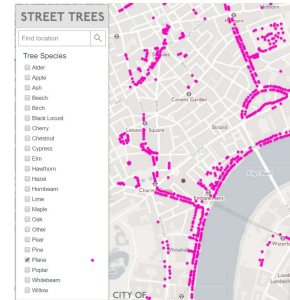 STREET TREES
Find location
Tree Species
Alder
Apple
Ash
Beech
Birch
Black Locust
Cherry
Chestnut
Cypress
Elm
Hawthorn
Hazel
Hornbeam
Lime
Maple
Oak
Other
Pear
Pine
Plane
Poplar
Whitebeam
Willow
Covent Garden
Leicester Square
Strand
Embankment
CITY OF